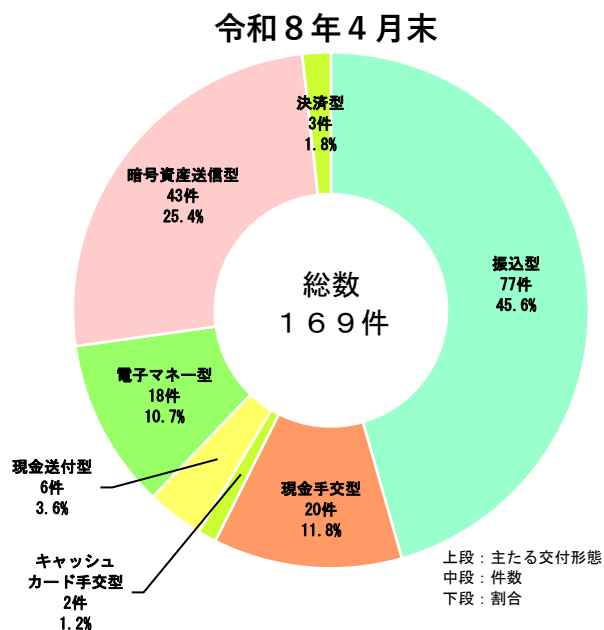 令和８年４月末
決済型
3件
1.8%
暗号資産送信型
43件
25.4%
振込型
77件
45.6%
総数
１６９件
電子マネー型
18件
10.7%
現金送付型
6件
3.6%
現金手交型
20件
11.8%
キャッシュ
カード手交型
2件
1.2%
上段：主たる交付形態
中段：件数
下段：割合